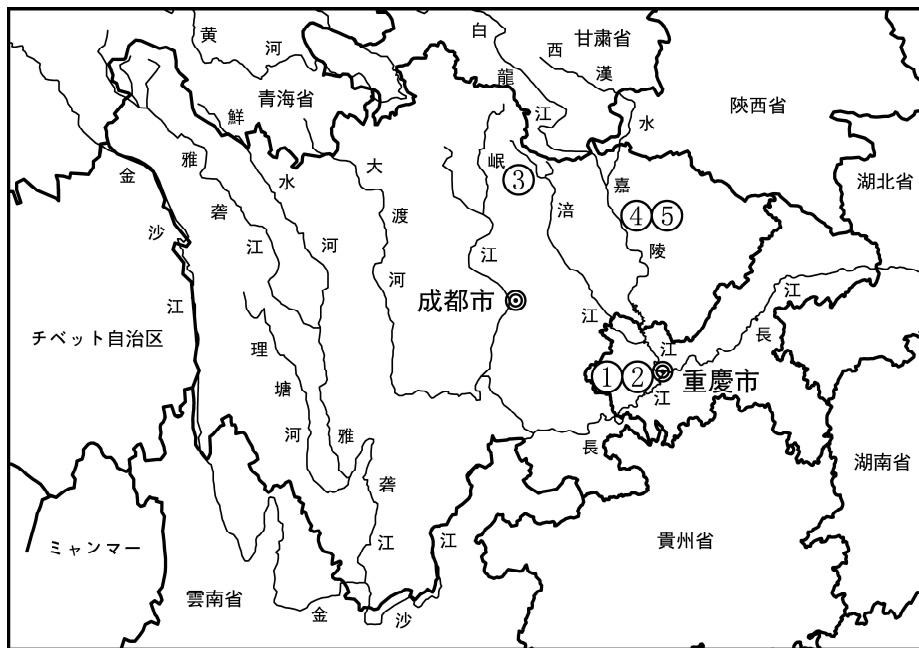 黄河
白龍江
西漢水
甘粛省
青海省
陝西省
湖北省
鮮水河
雅砻江
金沙江
大渡河
岷江
③
涪江
嘉陵江
④⑤
成都市
チベット自治区
理塘河
①②
重慶市
長江
長江
雅砻江
湖南省
ミャンマー
雲南省
貴州省
金沙江